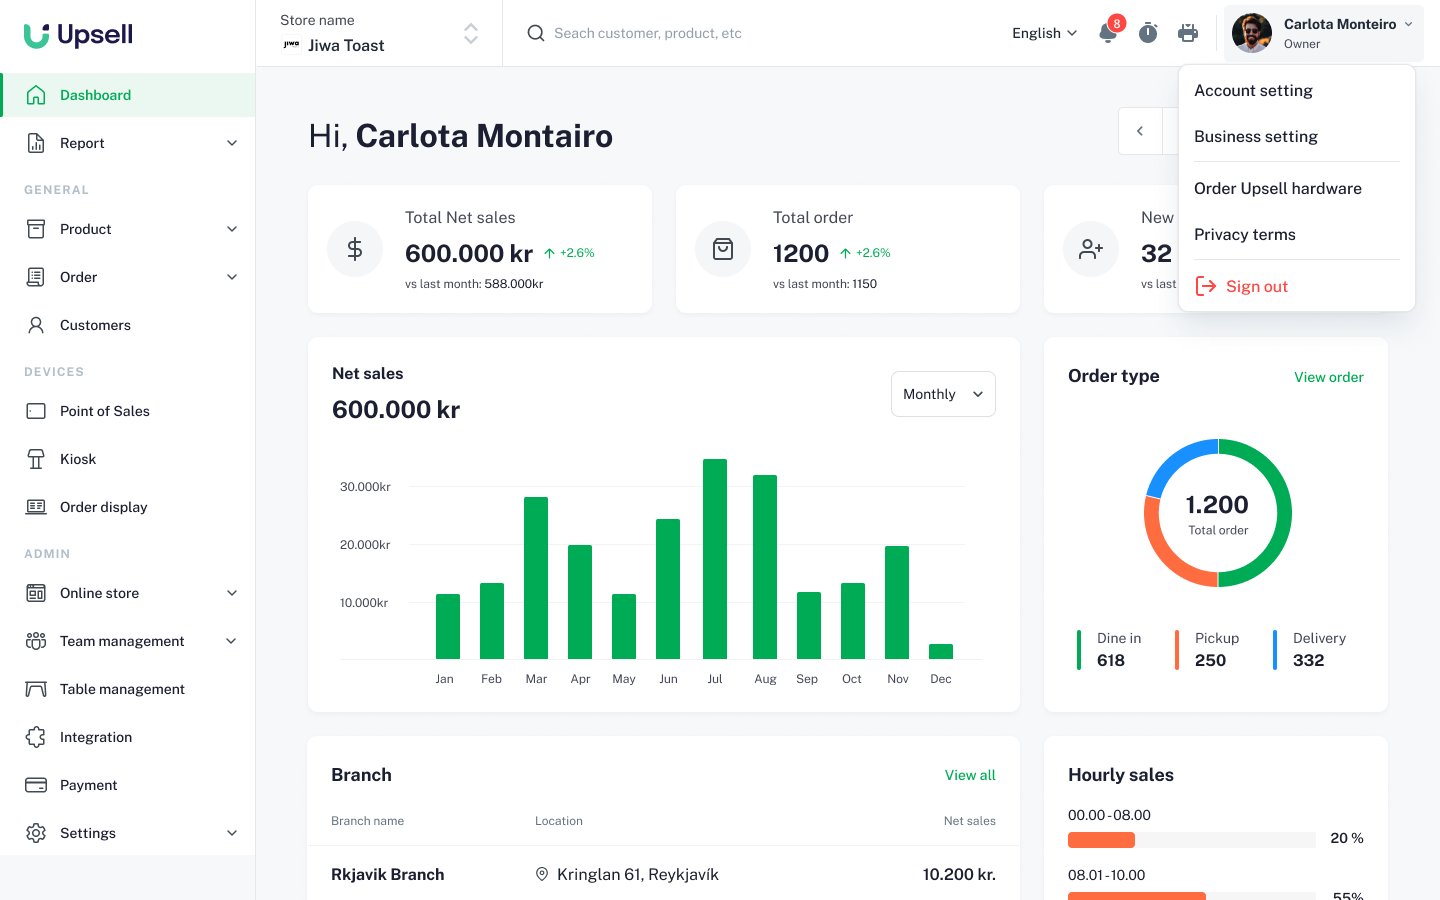 Upsell
Store name
Jiwa Toast
Seach customer, product, etc
English
8
Carlota Monteiro
Owner
Dashboard
Report
GENERAL
Product
Order
Customers
DEVICES
Point of Sales
Kiosk
Order display
ADMIN
Online store
Team management
Table management
Integration
Payment
Settings
Account setting
Business setting
Order Upsell hardware
Privacy terms
Sign out
Hi, Carlota Montairo
Total Net sales
600.000 kr +2.6%
vs last month: 588.000kr
Total order
1200 +2.6%
vs last month: 1150
New
32
vs last
Net sales
600.000 kr
Monthly
30.000kr
20.000kr
10.000kr
Jan Feb Mar Apr May Jun Jul Aug Sep Oct Nov Dec
Order type
View order
1.200
Total order
Dine in Pickup Delivery
618 250 332
Branch
View all
Branch name Location Net sales
Rkjavik Branch Kringlan 61, Reykjavík 10.200 kr.
Hourly sales
00.00 - 08.00
20 %
08.01 - 10.00
55%